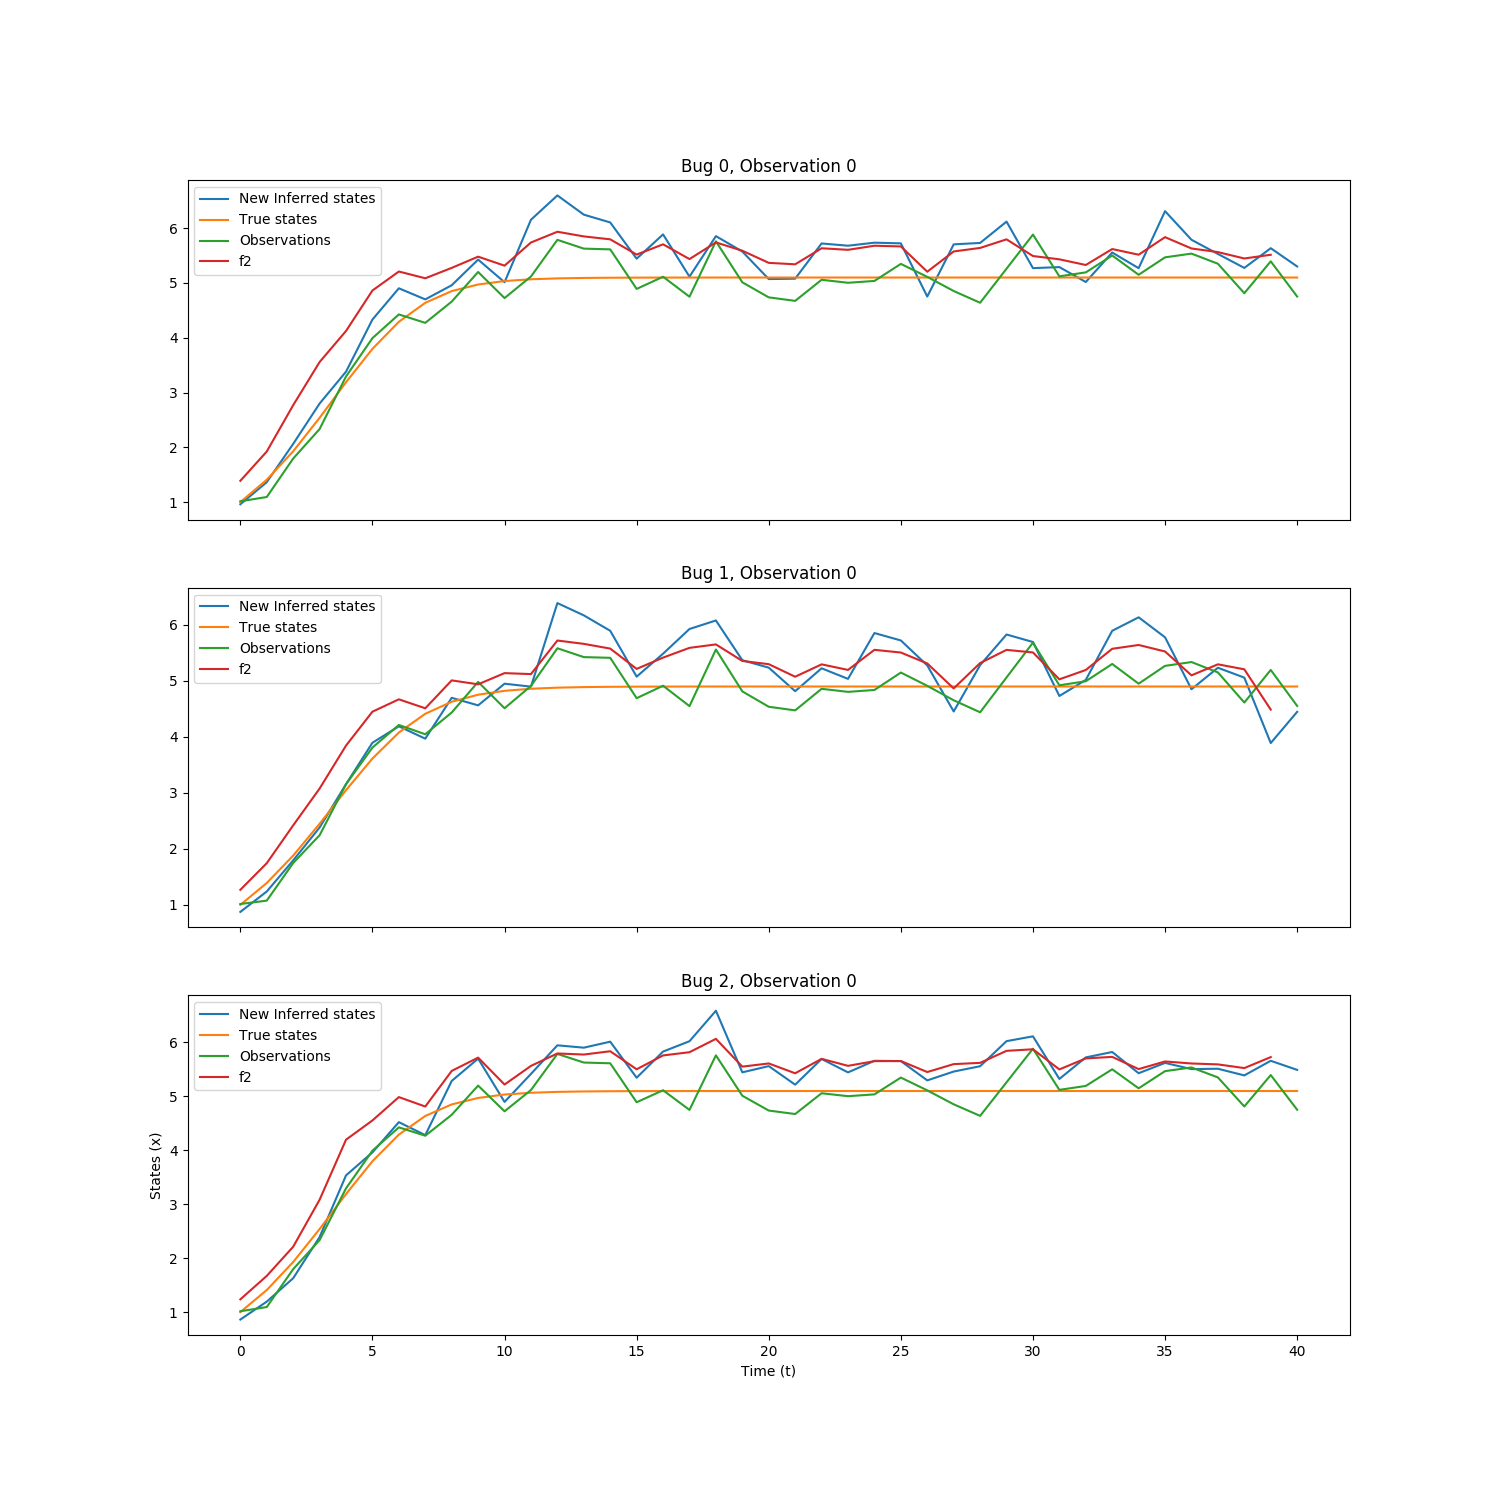 Bug 0, Observation 0
New Inferred states
True states
Observations
f2
6
5
4
3
2
1
Bug 1, Observation 0
New Inferred states
True states
Observations
f2
6
5
4
3
2
1
Bug 2, Observation 0
New Inferred states
True states
Observations
f2
6
5
4
3
2
1
States (x)
0 5 10 15 20 25 30 35 40
Time (t)